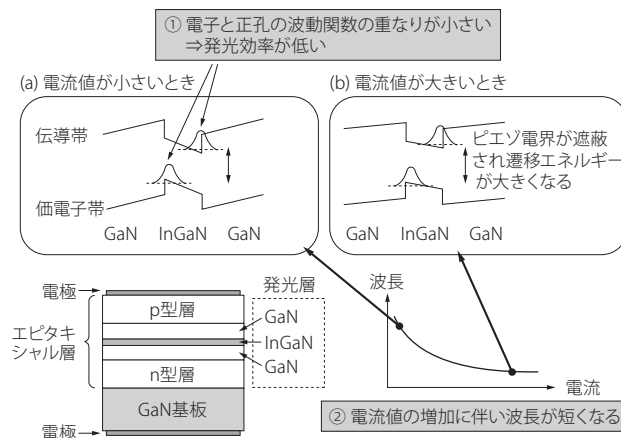 ① 電子と正孔の波動関数の重なりが小さい
⇒発光効率が低い
(a) 電流値が小さいとき
(b) 電流値が大きいとき
伝導帯
価電子帯
GaN
InGaN
GaN
ピエゾ電界が遮蔽
され遷移エネルギー
が大きくなる
GaN
InGaN
GaN
電極
エピタキ
シャル層
p型層
n型層
GaN基板
電極
発光層
GaN
InGaN
GaN
波長
電流
② 電流値の増加に伴い波長が短くなる